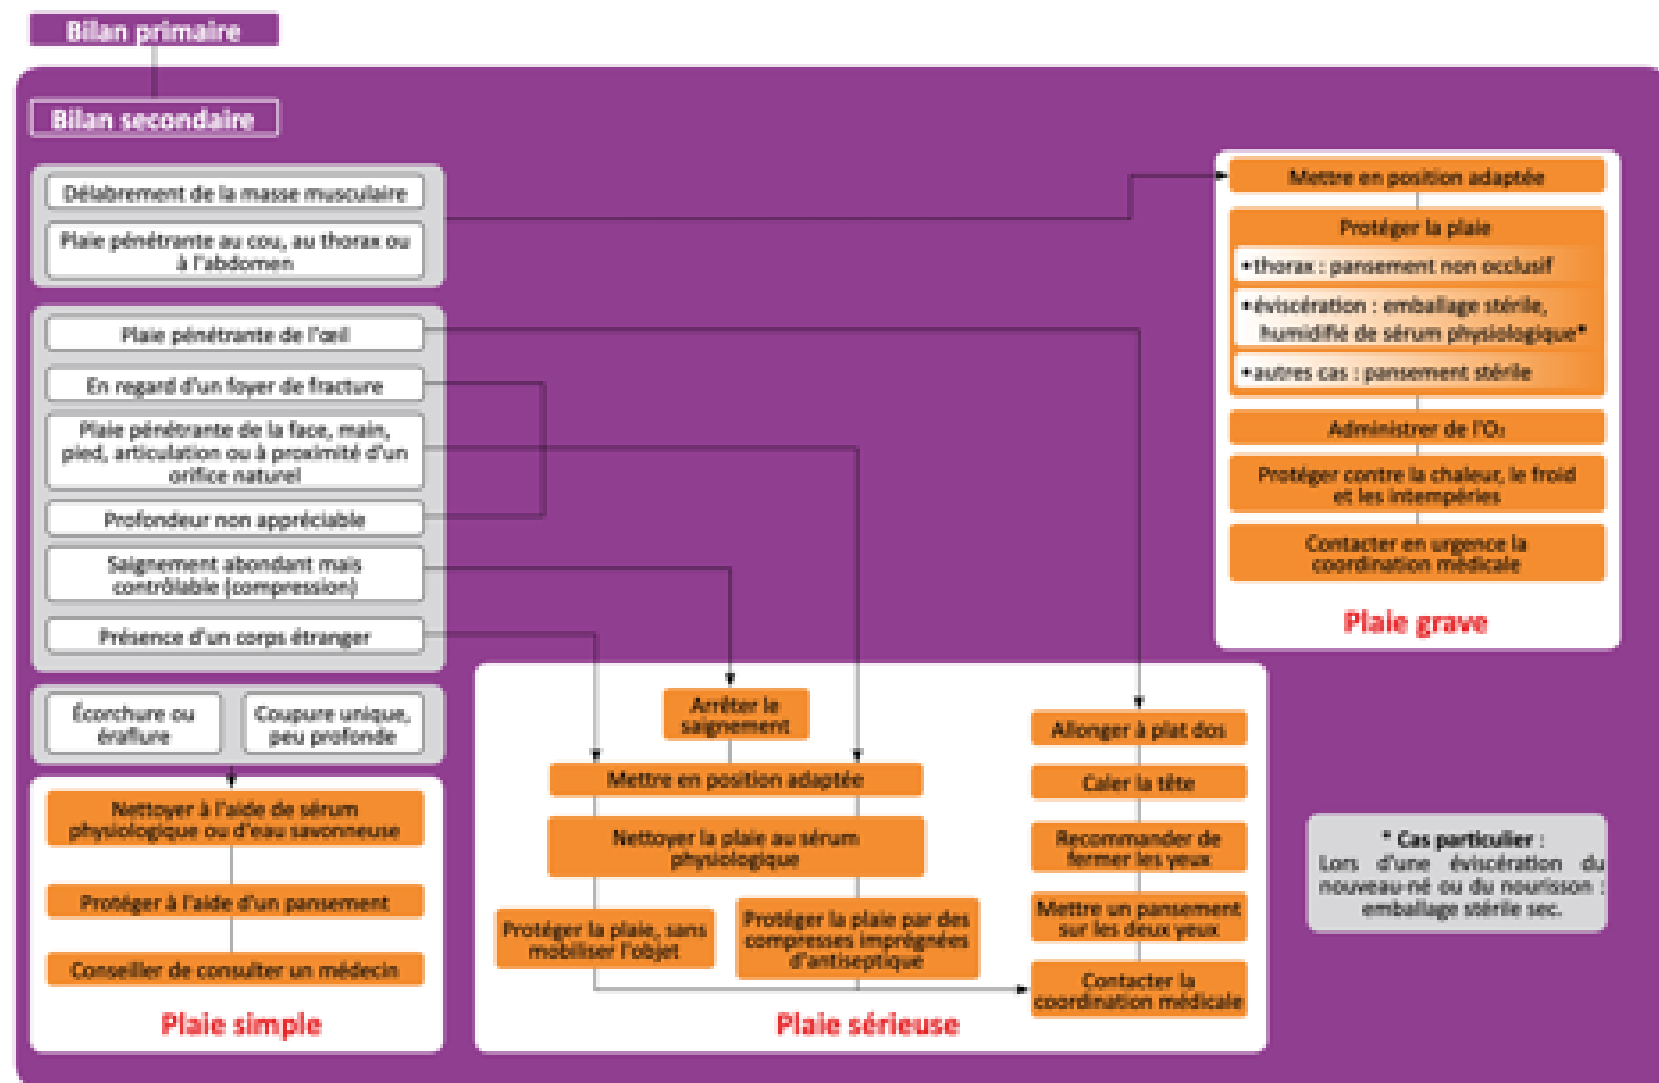 Bilan primaire
Bilan secondaire
Délabrement de la masse musculaire
Plaie pénétrante au cou, au thorax ou
à l'abdomen
Plaie pénétrante de l'œil
En regard d'un foyer de fracture
Plaie pénétrante de la face, main,
pied, articulation ou à proximité d'un
orifice naturel
Profondeur non appréciable
Saignement abondant mais
contrôlable (compression)
Présence d'un corps étranger
Écorchure ou
éraflure
Coupure unique,
peu profonde
Nettoyer à l'aide de sérum
physiologique ou d'eau savonneuse
Protéger à l'aide d'un pansement
Conseiller de consulter un médecin
Plaie simple
Arrêter le
saignement
Mettre en position adaptée
Nettoyer la plaie au sérum
physiologique
Protéger la plaie, sans
mobiliser l'objet
Protéger la plaie par des
compresses imprégnées
d'antiseptique
Allonger à plat dos
Caler la tête
Recommander de
fermer les yeux
Mettre un pansement
sur les deux yeux
Contacter la
coordination médicale
Plaie sérieuse
Mettre en position adaptée
Protéger la plaie
•thorax : pansement non occlusif
•éviscération : emballage stérile,
humidifié de sérum physiologique*
•autres cas : pansement stérile
Administrer de l'O₂
Protéger contre la chaleur, le froid
et les intempéries
Contacter en urgence la
coordination médicale
Plaie grave
* Cas particulier :
Lors d'une éviscération du
nouveau-né ou du nourisson :
emballage stérile sec.